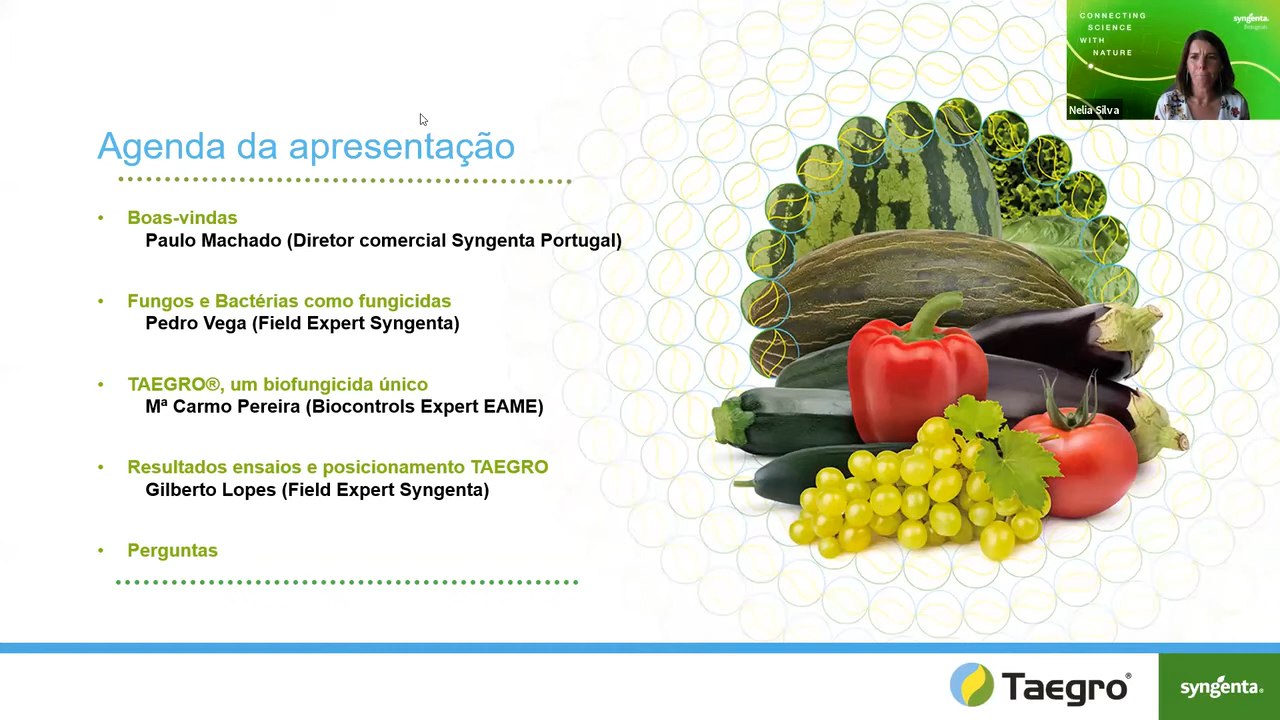 CONNECTING
SCIENCE
WITH
NATURE
syngenta.
Nelia Silva
Agenda da apresentação
• Boas-vindas
Paulo Machado (Diretor comercial Syngenta Portugal)
• Fungos e Bactérias como fungicidas
Pedro Vega (Field Expert Syngenta)
• TAEGRO®, um biofungicida único
Mª Carmo Pereira (Biocontrols Expert EAME)
• Resultados ensaios e posicionamento TAEGRO
Gilberto Lopes (Field Expert Syngenta)
• Perguntas
Taegro®
syngenta®